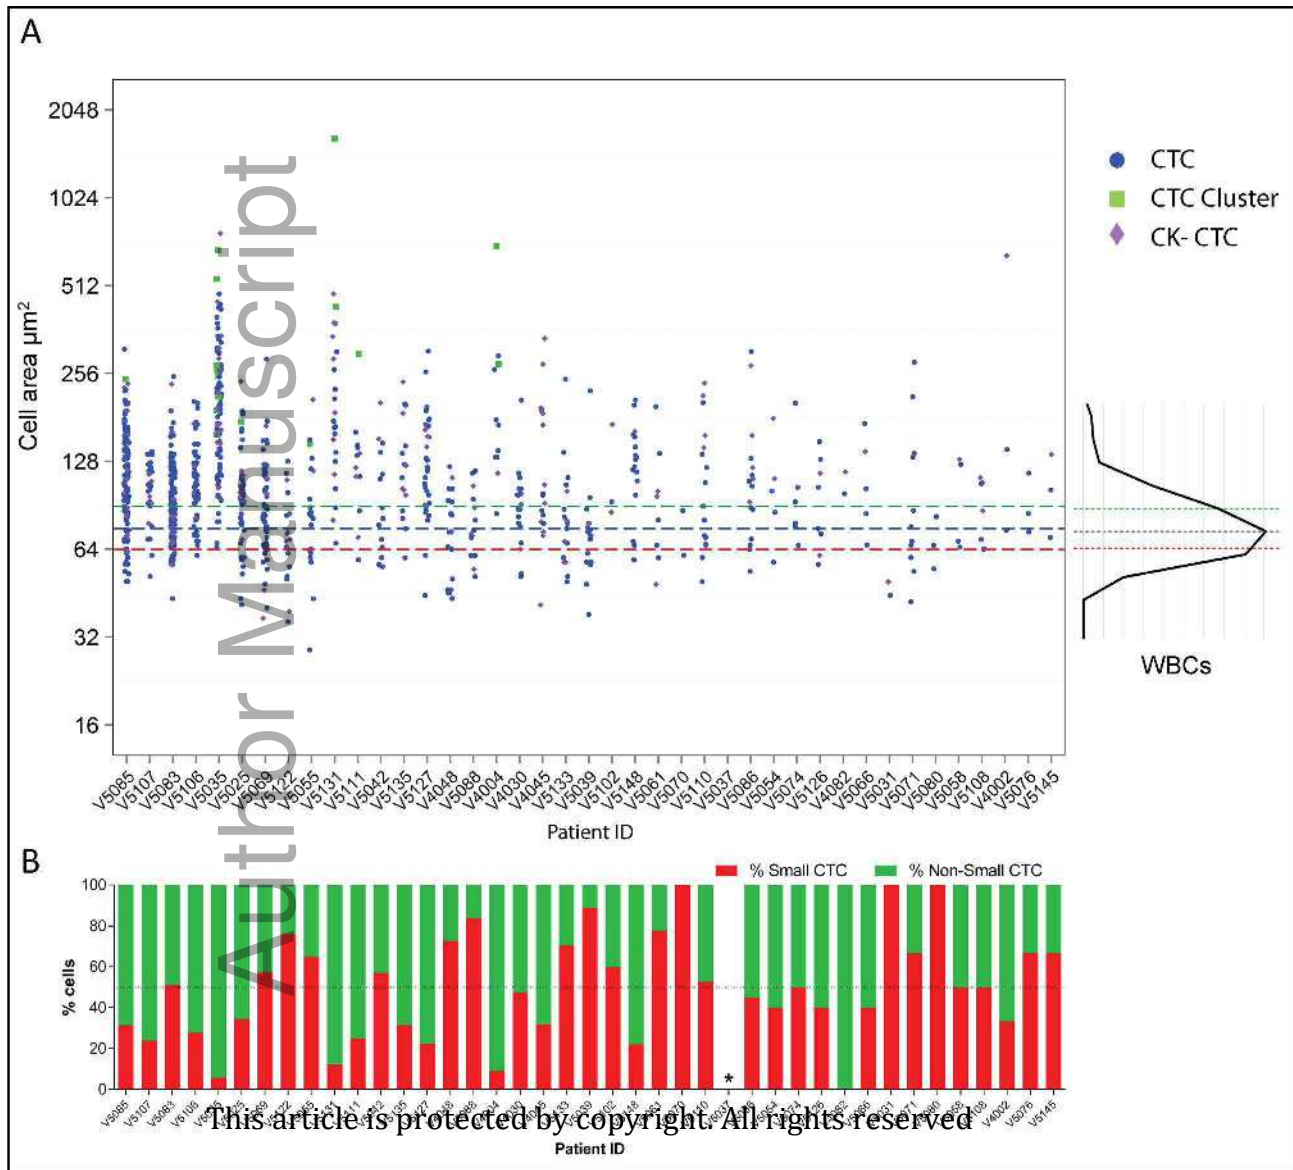 A
2048
1024
512
256
128
64
32
16
Cell area µm²
CTC
CTC Cluster
CK- CTC
WBCs
V5085 V5107 V5083 V5106 V5035 V5025 V5069 V5122 V5055 V5131 V5111 V5042 V5135 V5127 V4048 V5088 V4004 V4030 V4045 V5133 V5039 V5102 V5148 V5061 V5070 V5110 V5037 V5086 V5054 V5074 V5126 V4082 V5066 V5031 V5071 V5080 V5058 V5108 V4002 V5076 V5145
Patient ID
Author Manuscript
B
% Small CTC
% Non-Small CTC
100
80
60
40
20
0
% cells
*
V5085 V5107 V5083 V5106 V5037 V5031 V5071 V5108 V4002 V5076 V5145
This article is protected by copyright. All rights reserved
Patient ID